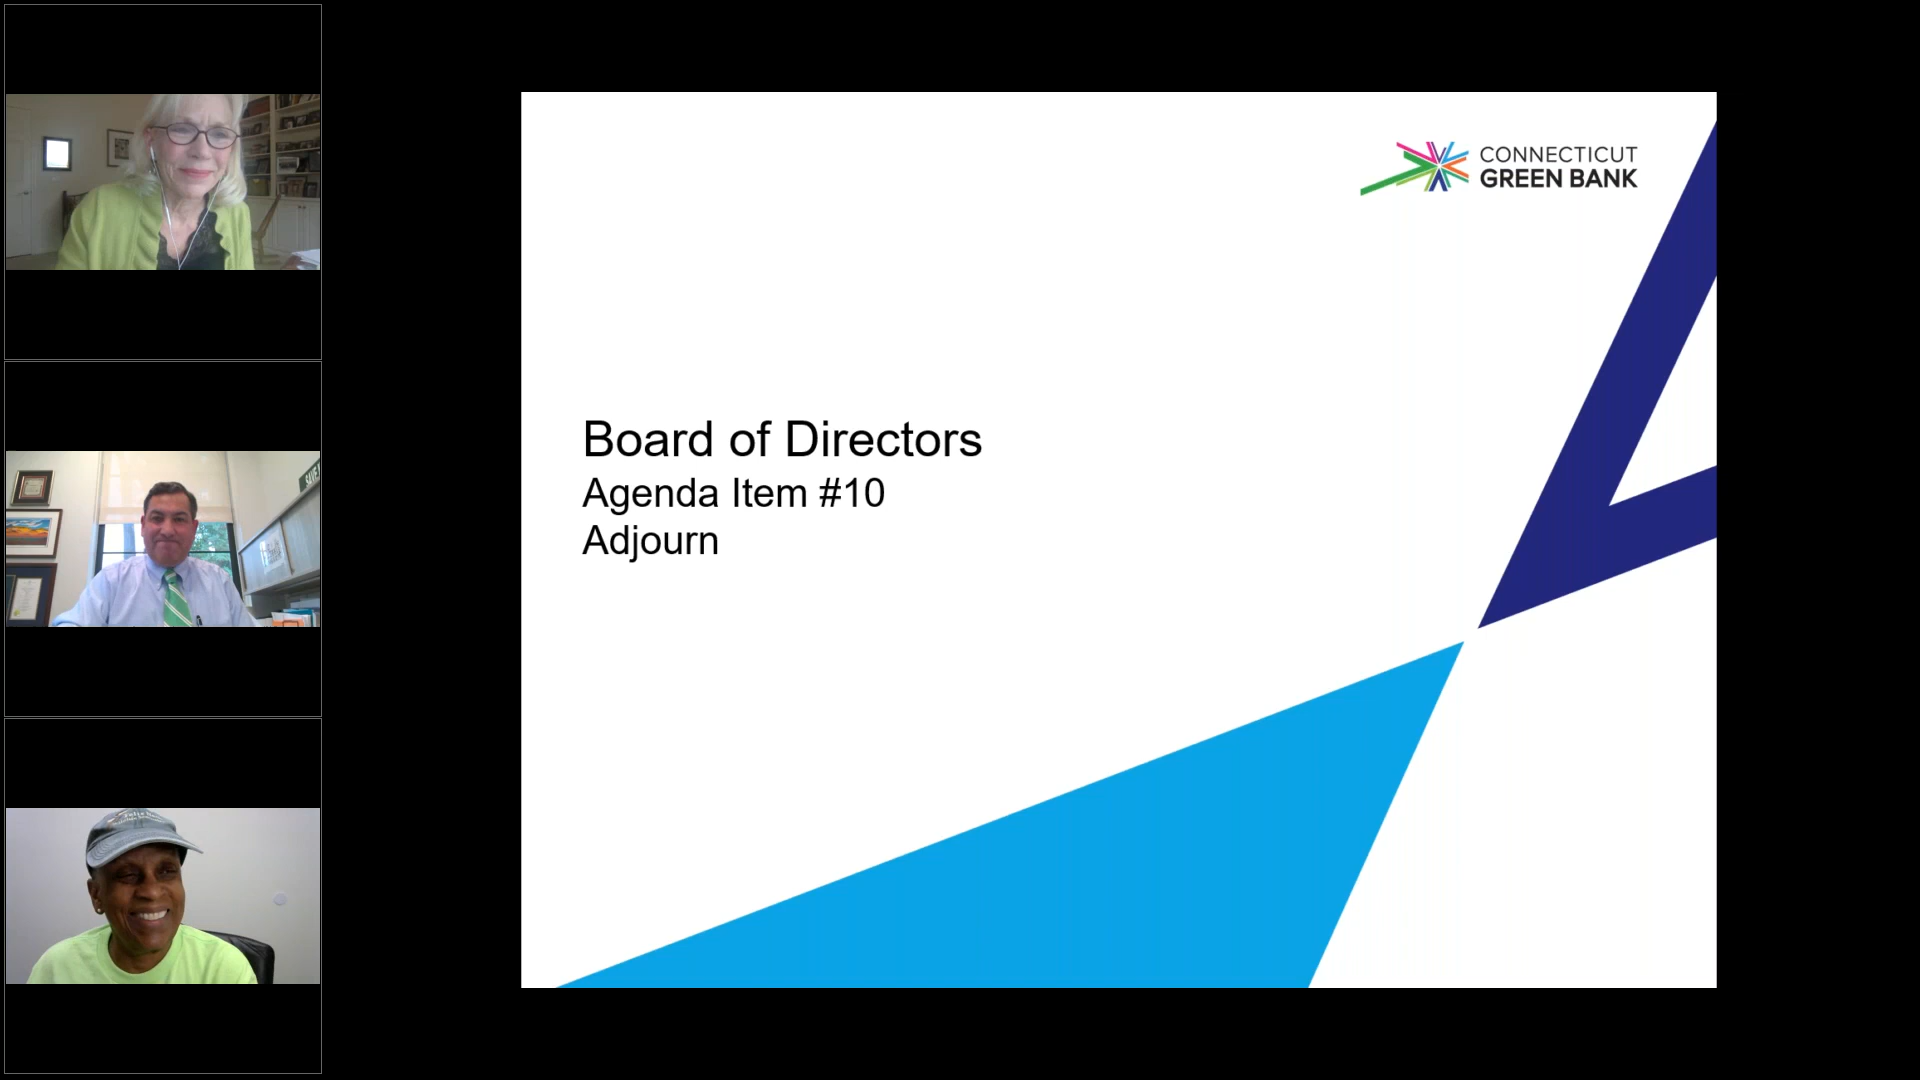 CONNECTICUT
GREEN BANK
Board of Directors
Agenda Item #10
Adjourn